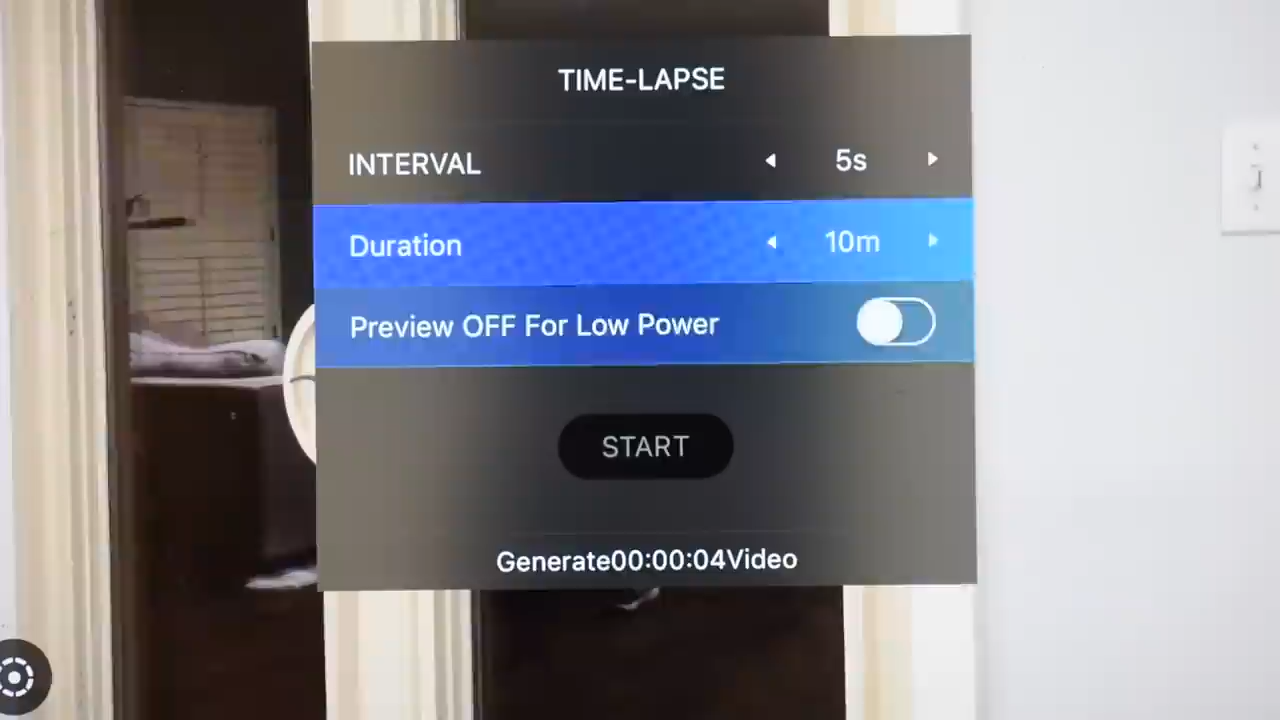 TIME-LAPSE
INTERVAL 5s
Duration 10m
Preview OFF For Low Power
START
Generate00:00:04Video